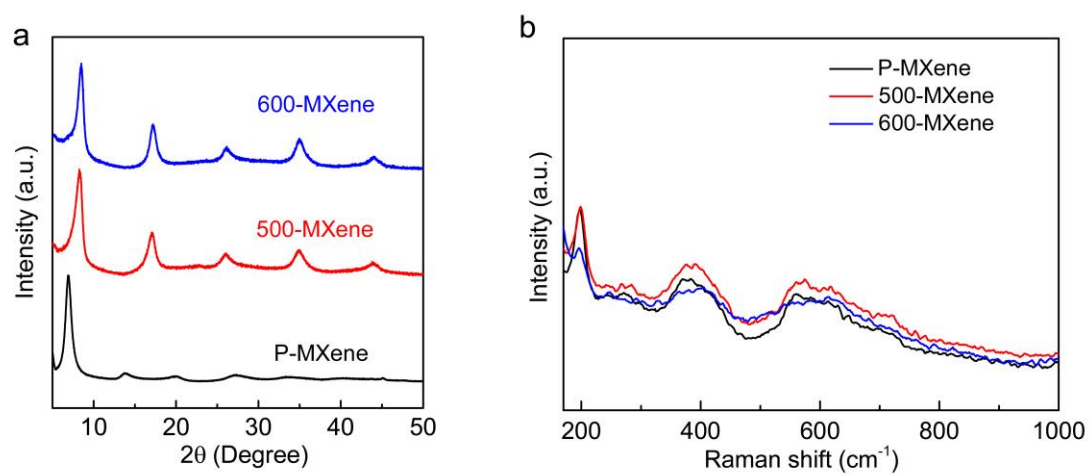 a
600-MXene
500-MXene
P-MXene
Intensity (a.u.)
10 20 30 40 50
2θ (Degree)
b
P-MXene
500-MXene
600-MXene
Intensity (a.u.)
200 400 600 800 1000
Raman shift (cm⁻¹)